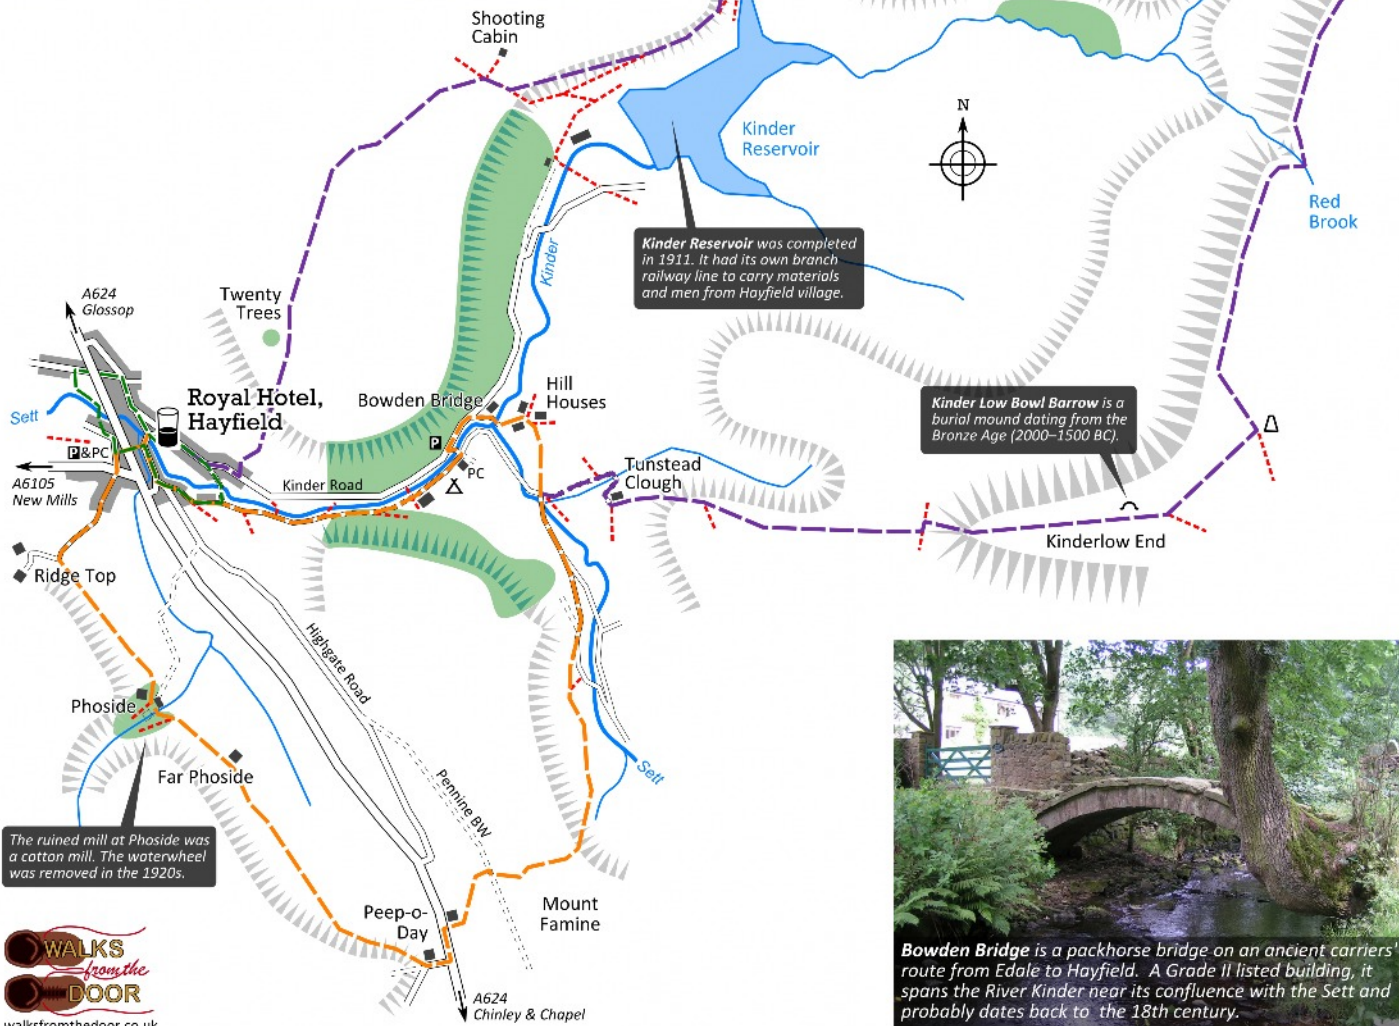 Shooting
Cabin
Kinder
Reservoir
N
Red
Brook
Kinder Reservoir was completed
in 1911. It had its own branch
railway line to carry materials
and men from Hayfield village.
Kinder
Twenty
Trees
A624
Glossop
Royal Hotel,
Hayfield
Sett
P&PC
A6105
New Mills
Bowden Bridge
Hill
Houses
P
PC
Kinder Road
Tunstead
Clough
Kinder Low Bowl Barrow is a
burial mound dating from the
Bronze Age (2000–1500 BC).
Kinderlow End
Ridge Top
Highgate Road
Phoside
Far Phoside
Sett
Pennine BW
The ruined mill at Phoside was
a cotton mill. The waterwheel
was removed in the 1920s.
Peep-o-
Day
Mount
Famine
A624
Chinley & Chapel
WALKS
from the
DOOR
walksfromthedoor.co.uk
Bowden Bridge is a packhorse bridge on an ancient carriers'
route from Edale to Hayfield. A Grade II listed building, it
spans the River Kinder near its confluence with the Sett and
probably dates back to the 18th century.